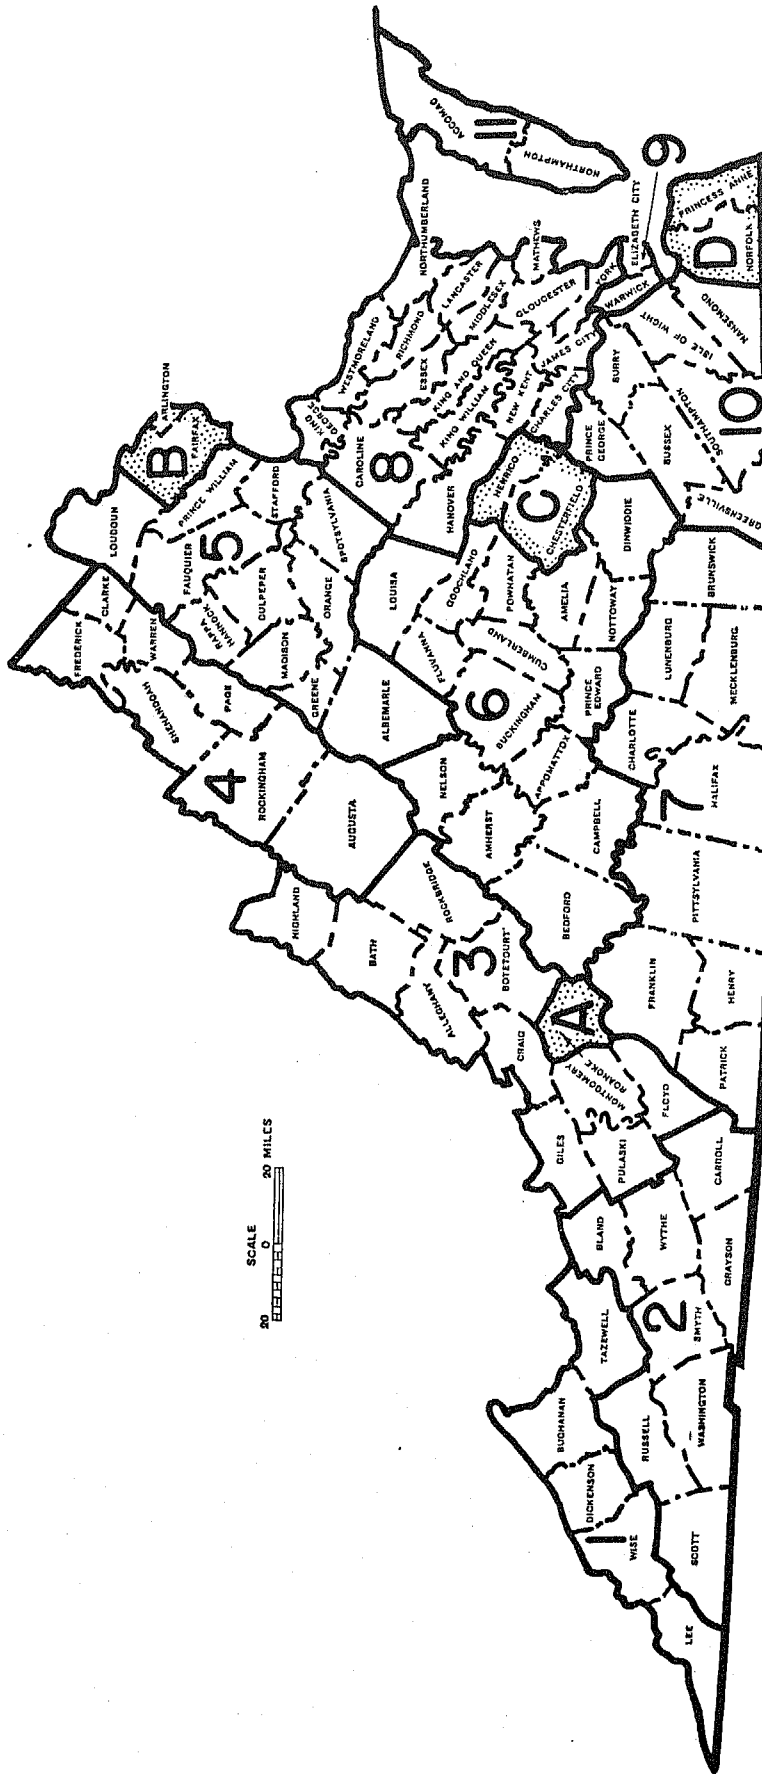 SCALE
20 0 20 MILES
1
LEE
WISE
SCOTT
DICKENSON
BUCHANAN
TAZEWELL
RUSSELL
WASHINGTON
2
SMYTH
GRAYSON
BLAND
WYTHE
CARROLL
3
GILES
PULASKI
MONTGOMERY
ROANOKE
FLOYD
CRAIG
ALLEGHANY
BOTETOURT
ROCKBRIDGE
BATH
HIGHLAND
A
4
AUGUSTA
ROCKINGHAM
PAGE
SHENANDOAH
WARREN
FREDERICK
CLARKE
5
LOUDOUN
FAUQUIER
PRINCE WILLIAM
RAPPA
HANNOCK
CULPEPER
MADISON
GREENE
ORANGE
STAFFORD
SPOTSYLVANIA
B
ARLINGTON
FAIRFAX
6
ALBEMARLE
LOUISA
NELSON
AMHERST
BEDFORD
CAMPBELL
APPOMATTOX
BUCKINGHAM
FLUVANNA
GOOCHLAND
CUMBERLAND
POWHATAN
AMELIA
PRINCE
EDWARD
NOTTOWAY
DINWIDDIE
7
PATRICK
HENRY
FRANKLIN
PITTSYLVANIA
HALIFAX
CHARLOTTE
LUNENBURG
MECKLENBURG
BRUNSWICK
C
HENRICO
CHESTERFIELD
8
KING
GEORGE
WESTMORELAND
NORTHUMBERLAND
RICHMOND
LANCASTER
CAROLINE
ESSEX
MIDDLESEX
KING AND QUEEN
KING WILLIAM
HANOVER
NEW KENT
GLOUCESTER
MATHEWS
JAMES CITY
CHARLES CITY
9
YORK
WARWICK
ELIZABETH CITY
10
PRINCE
GEORGE
SURRY
SUSSEX
SOUTHAMPTON
ISLE OF WIGHT
NANSEMOND
GREENSVILLE
D
NORFOLK
PRINCESS ANNE
11
ACCOMAC
NORTHAMPTON